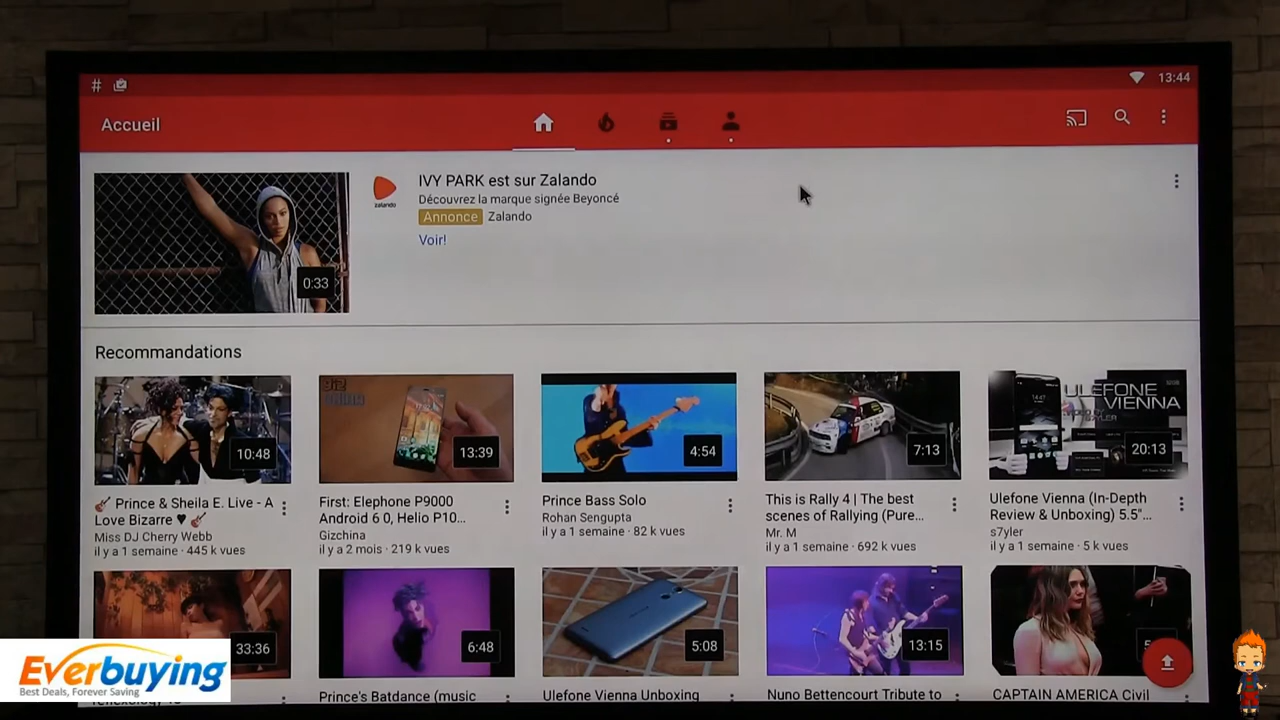 # 13:44
Accueil
IVY PARK est sur Zalando
Découvrez la marque signée Beyoncé
Annonce Zalando
Voir!
zalando
0:33
Recommandations
10:48
13:39
4:54
7:13
ULEFONE
VIENNA
20:13
🎸 Prince & Sheila E. Live - A
Love Bizarre ♥ 🎸
Miss DJ Cherry Webb
il y a 1 semaine · 445 k vues
First: Elephone P9000
Android 6 0, Helio P10...
Gizchina
il y a 2 mois · 219 k vues
Prince Bass Solo
Rohan Sengupta
il y a 1 semaine · 82 k vues
This is Rally 4 | The best
scenes of Rallying (Pure...
Mr. M
il y a 1 semaine · 692 k vues
Ulefone Vienna (In-Depth
Review & Unboxing) 5.5"...
s7yler
il y a 1 semaine · 5 k vues
33:36
6:48
5:08
13:15
Prince's Batdance (music
Ulefone Vienna Unboxing
Nuno Bettencourt Tribute to
CAPTAIN AMERICA Civil
Everbuying
Best Deals, Forever Saving